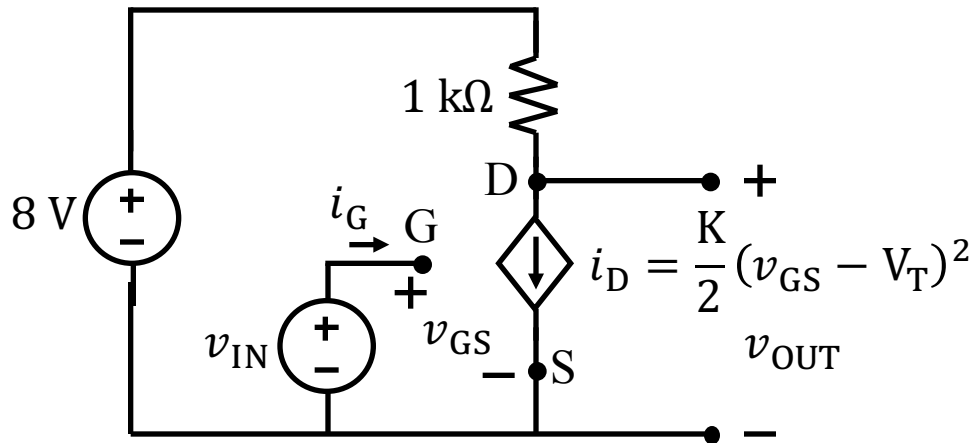 1 kΩ
D
+
8 V
+
−
i_G
G
i_D = K/2 (v_GS − V_T)²
+
v_IN
+
−
v_GS
−
S
v_OUT
−